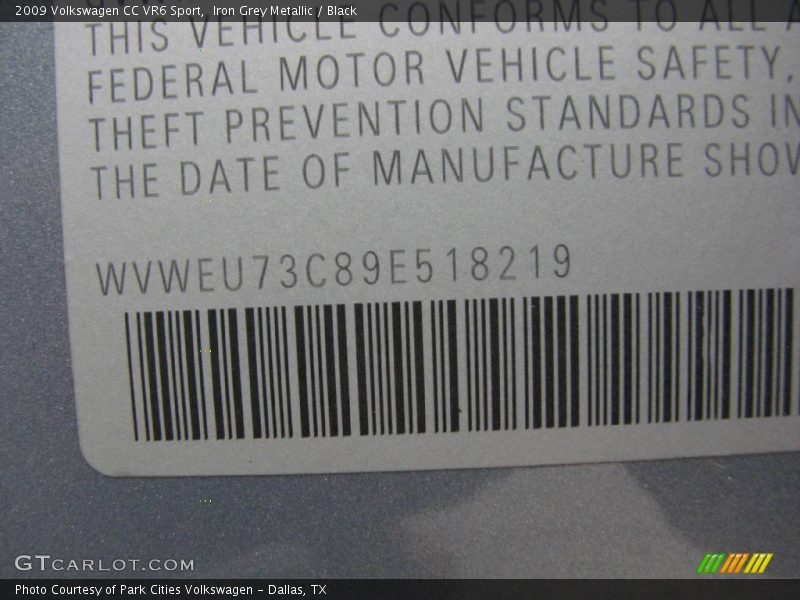 2009 Volkswagen CC VR6 Sport, Iron Grey Metallic / Black
THIS VEHICLE CONFORMS TO ALL A
FEDERAL MOTOR VEHICLE SAFETY,
THEFT PREVENTION STANDARDS IN
THE DATE OF MANUFACTURE SHOW
WVWEU73C89E518219
GTCARLOT.COM
Photo Courtesy of Park Cities Volkswagen – Dallas, TX